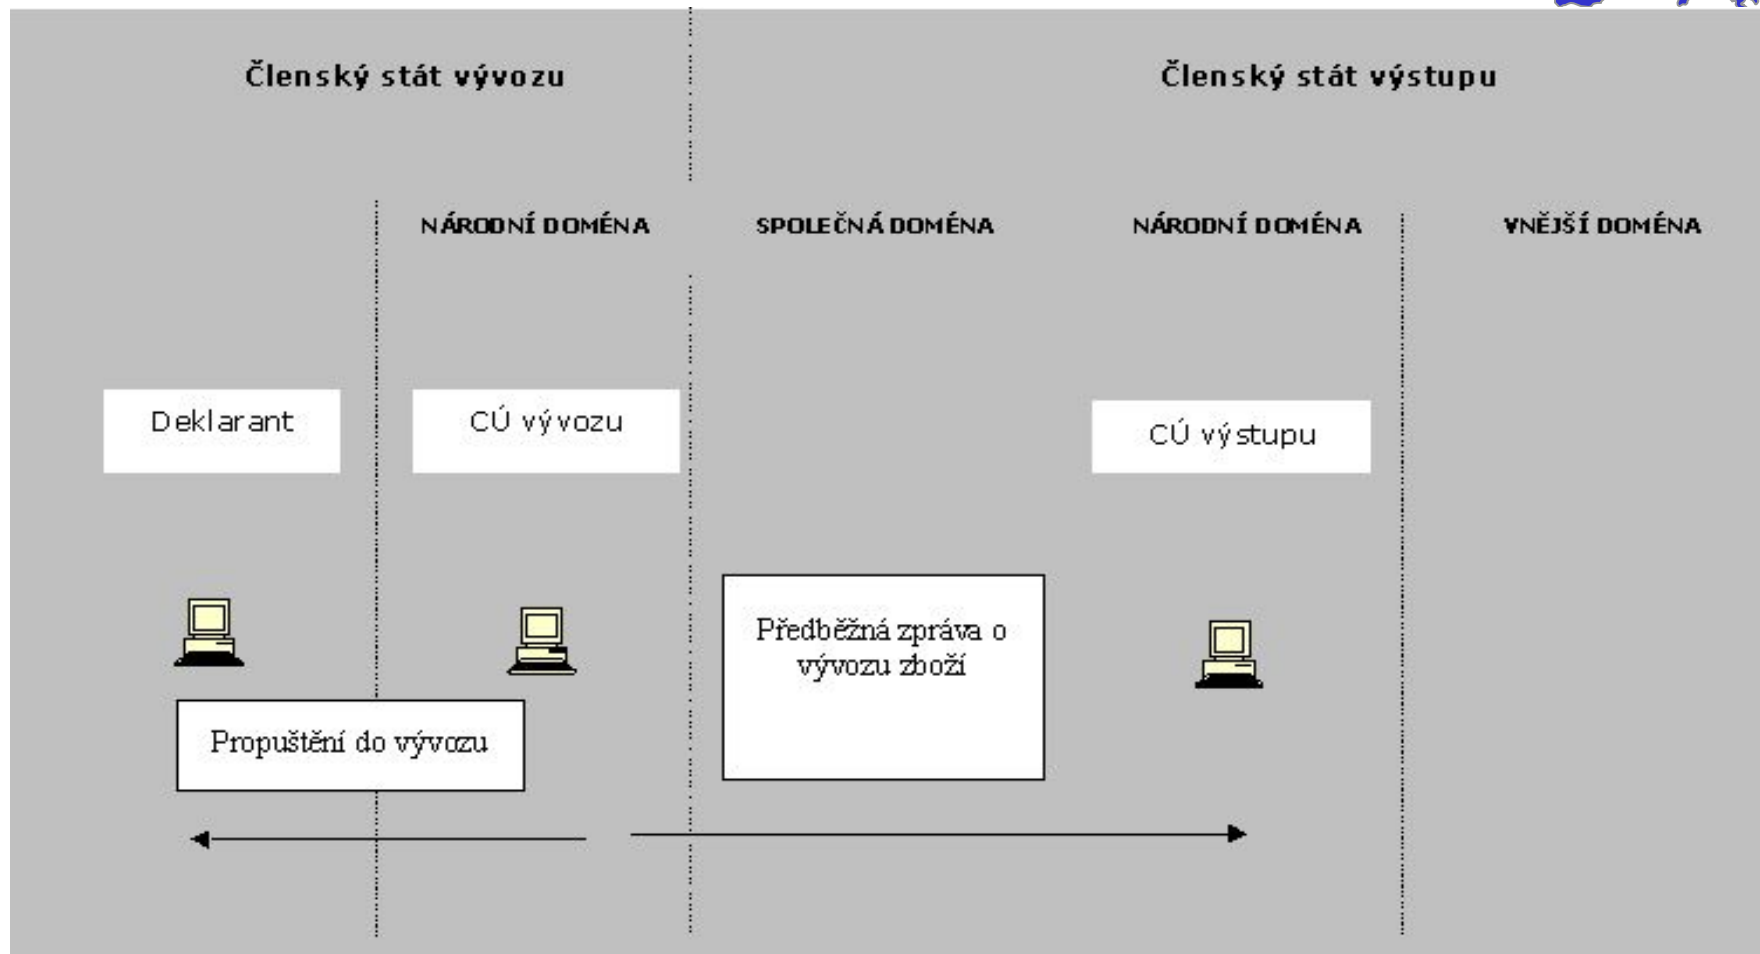 Členský stát vývozu
Členský stát výstupu
NÁRODNÍ DOMÉNA
SPOLEČNÁ DOMÉNA
NÁRODNÍ DOMÉNA
VNĚJŠÍ DOMÉNA
Deklarant
CÚ vývozu
CÚ výstupu
Předběžná zpráva o
vývozu zboží
Propuštění do vývozu